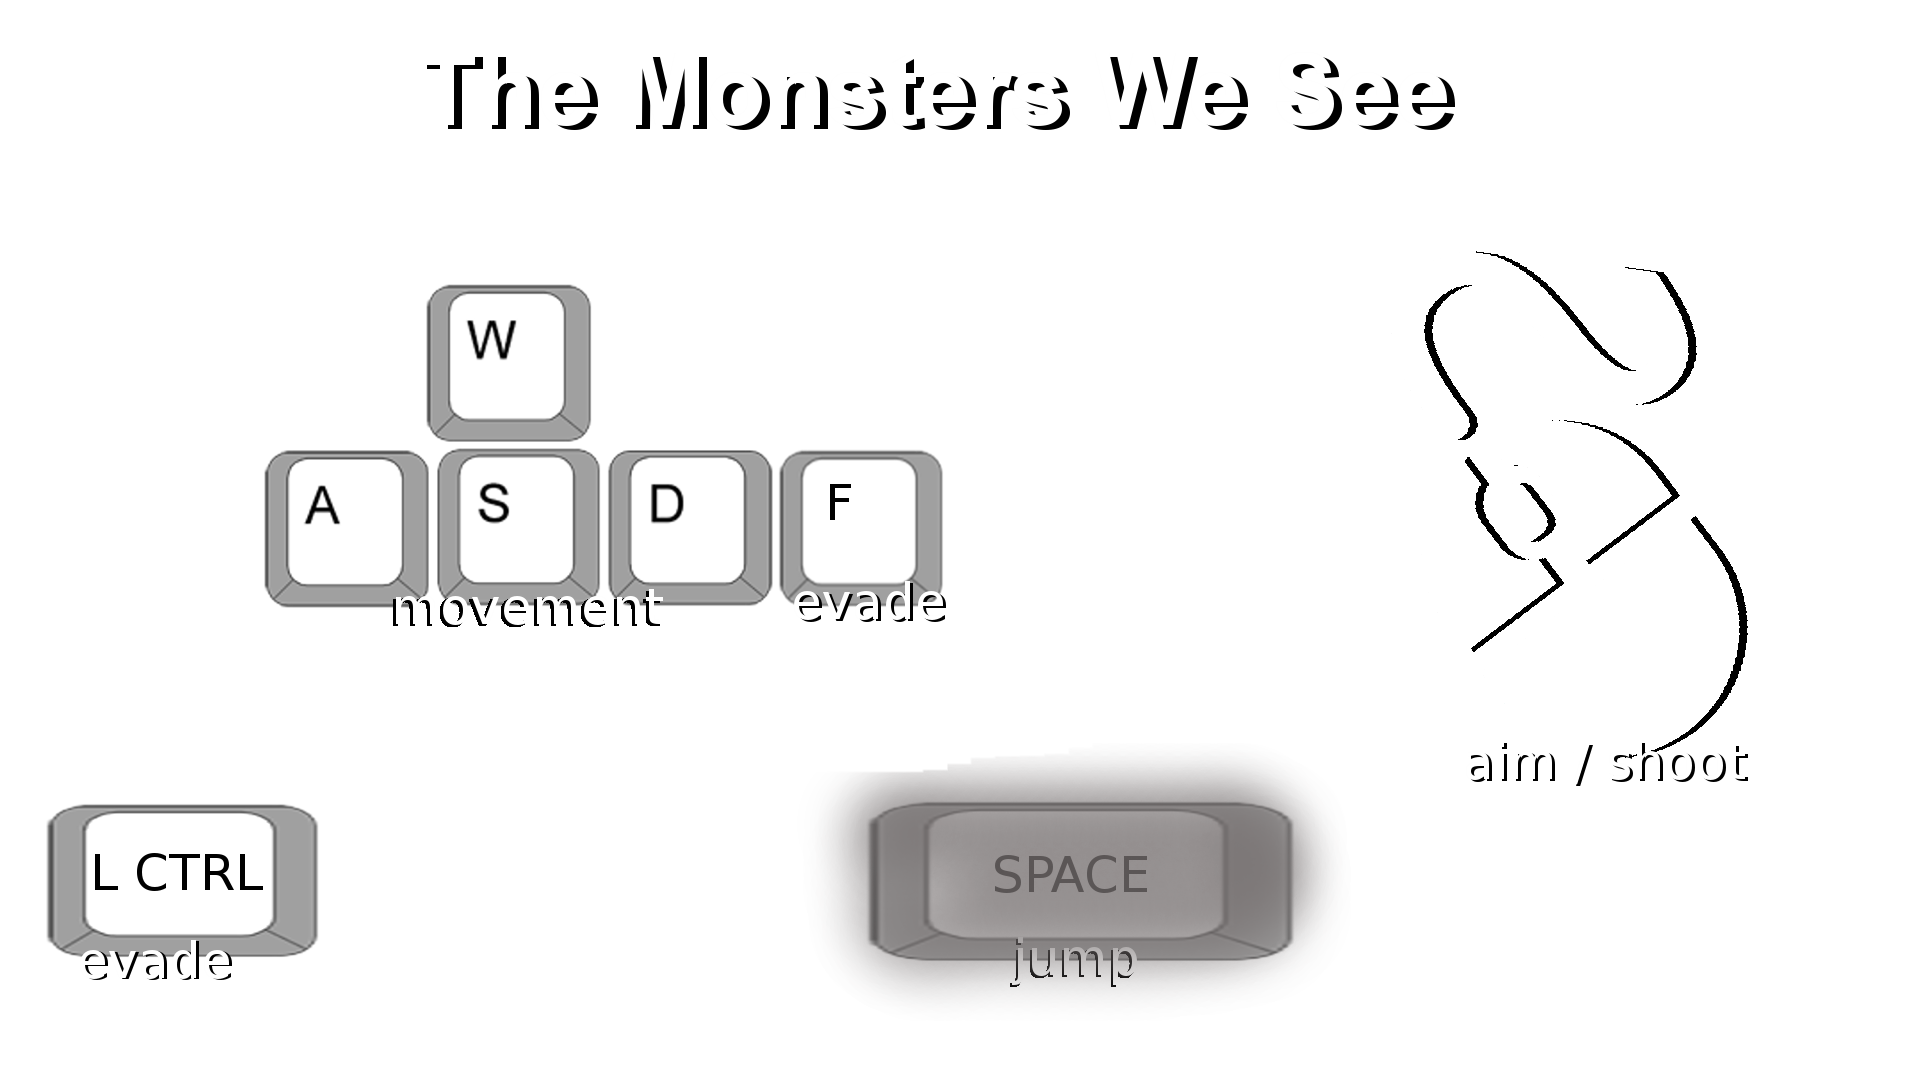 The Monsters We See
W
A S D F
movement evade
aim / shoot
L CTRL SPACE
evade jump